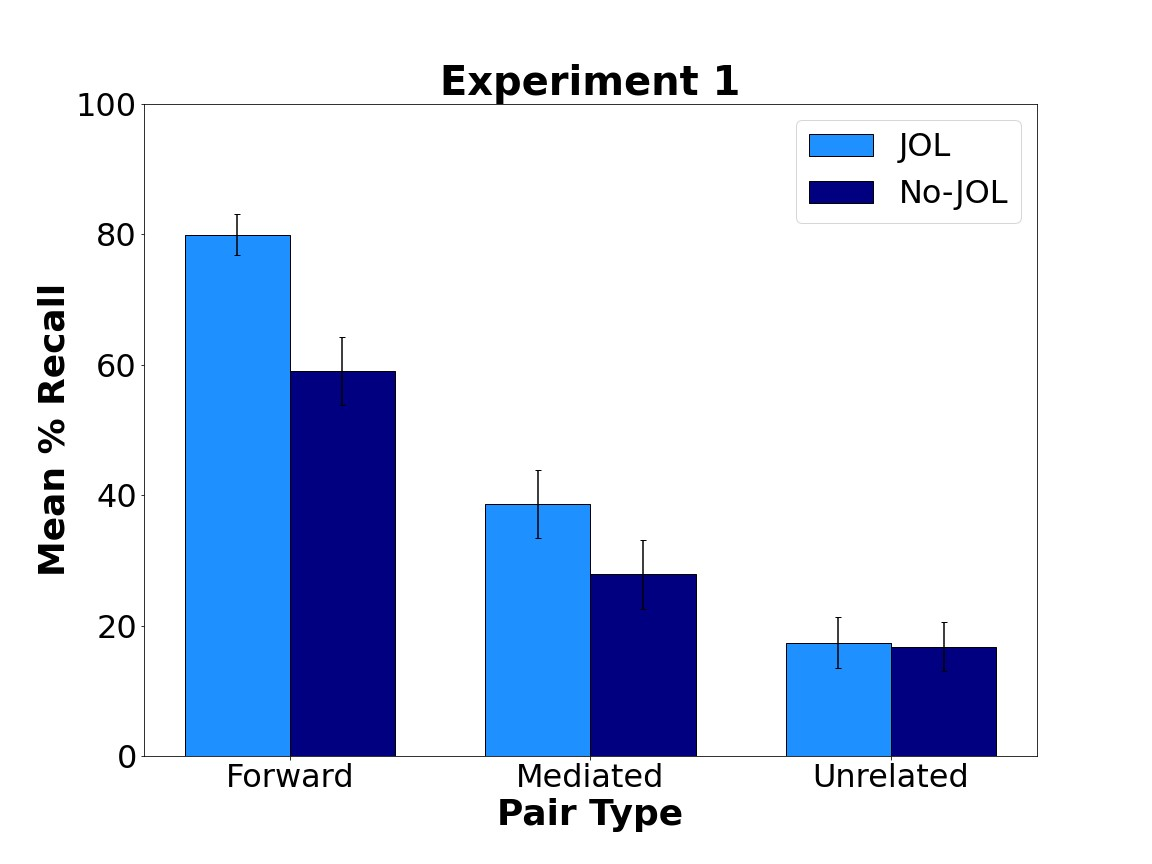 Experiment 1
JOL
No-JOL
Mean % Recall
100
80
60
40
20
0
Forward Mediated Unrelated
Pair Type